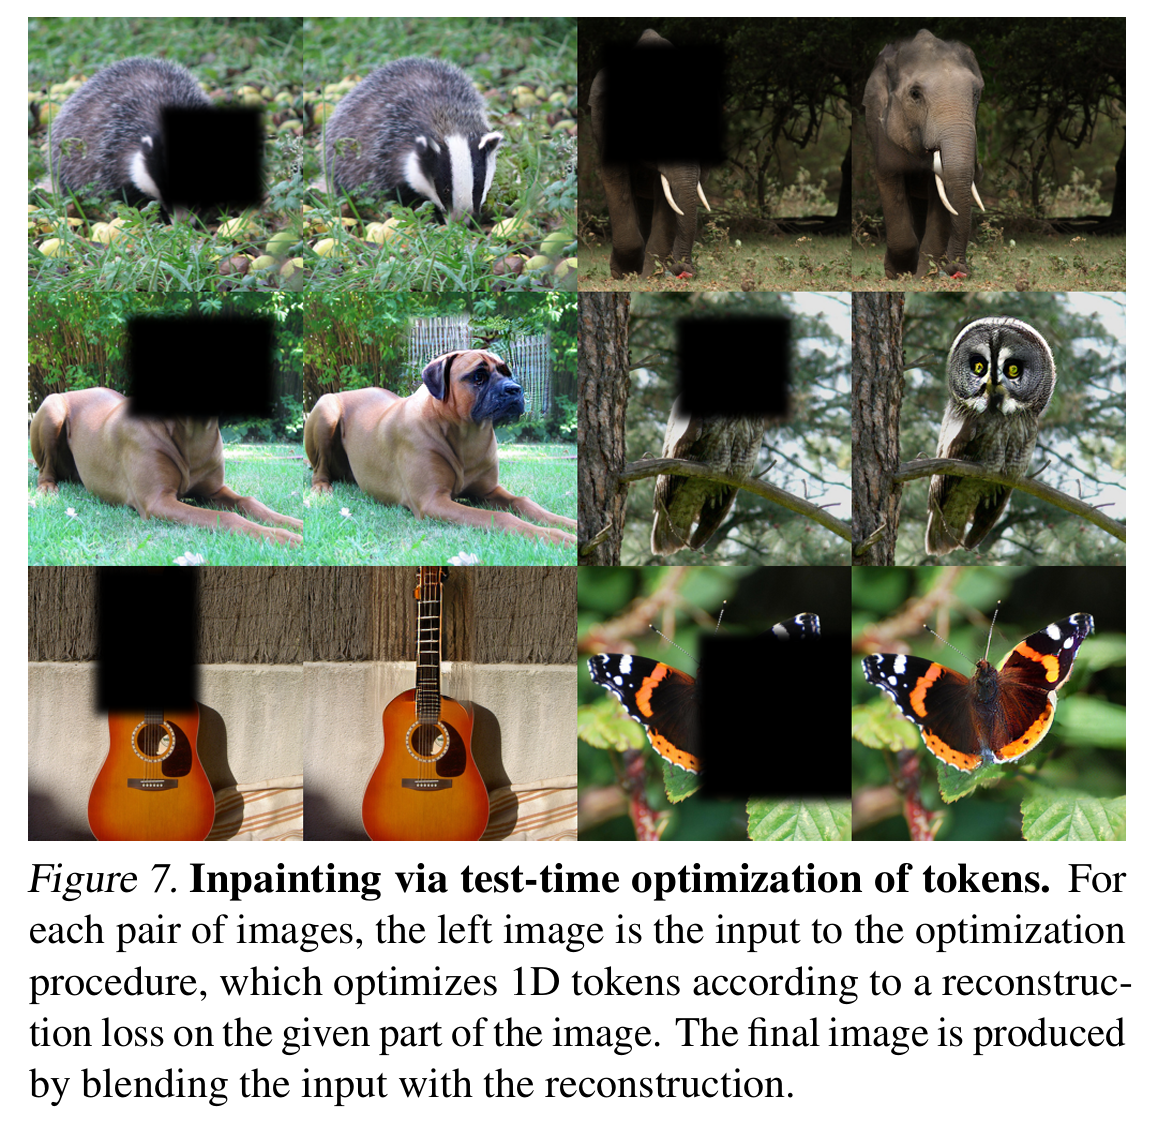 Figure 7. Inpainting via test-time optimization of tokens. For
each pair of images, the left image is the input to the optimization
procedure, which optimizes 1D tokens according to a reconstruc-
tion loss on the given part of the image. The final image is produced
by blending the input with the reconstruction.